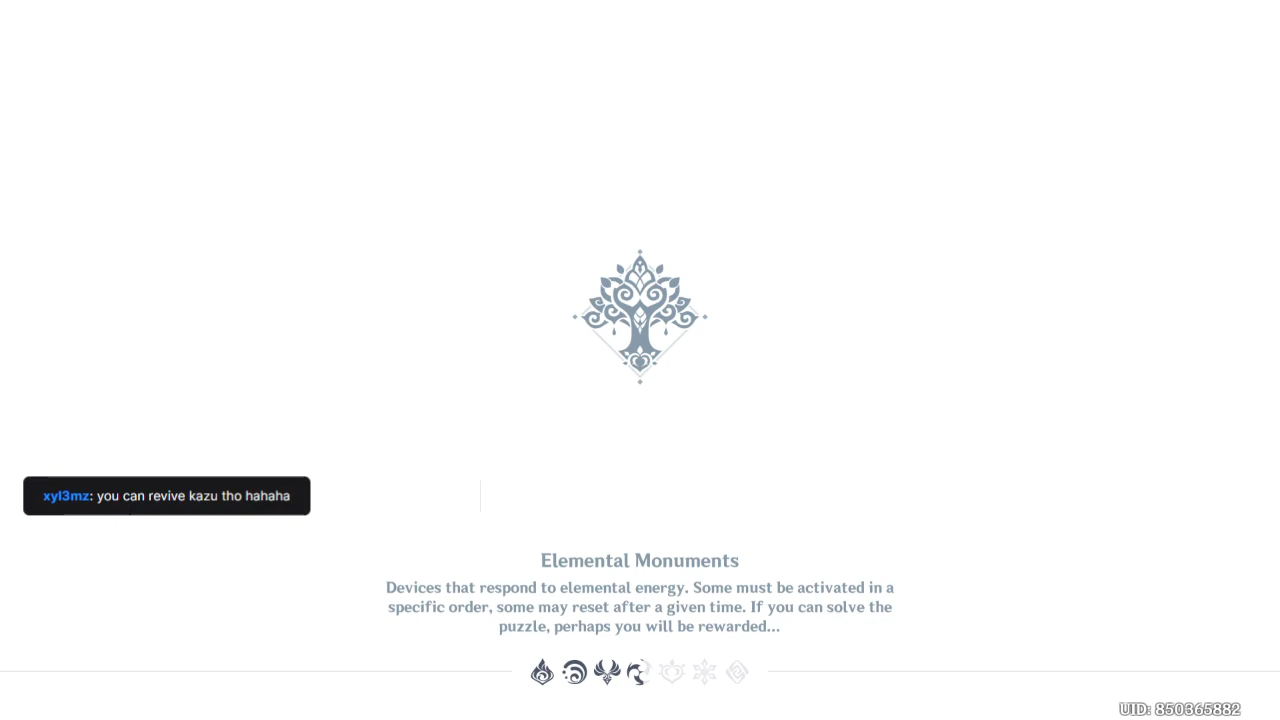 xyl3mz: you can revive kazu tho hahaha
Elemental Monuments
Devices that respond to elemental energy. Some must be activated in a
specific order, some may reset after a given time. If you can solve the
puzzle, perhaps you will be rewarded...
UID: 850365882